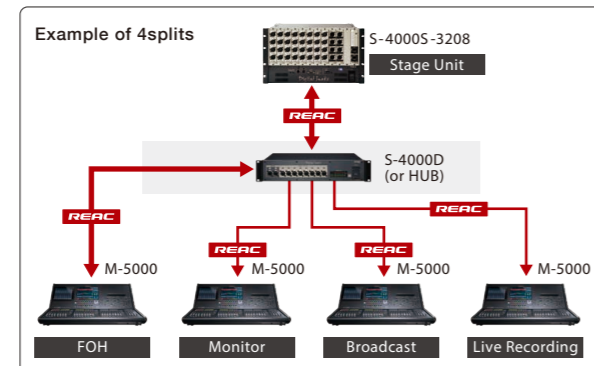 Example of 4splits
S-4000S-3208
Stage Unit
REAC
S-4000D
(or HUB)
REAC
REAC
REAC
REAC
M-5000
M-5000
M-5000
M-5000
FOH
Monitor
Broadcast
Live Recording